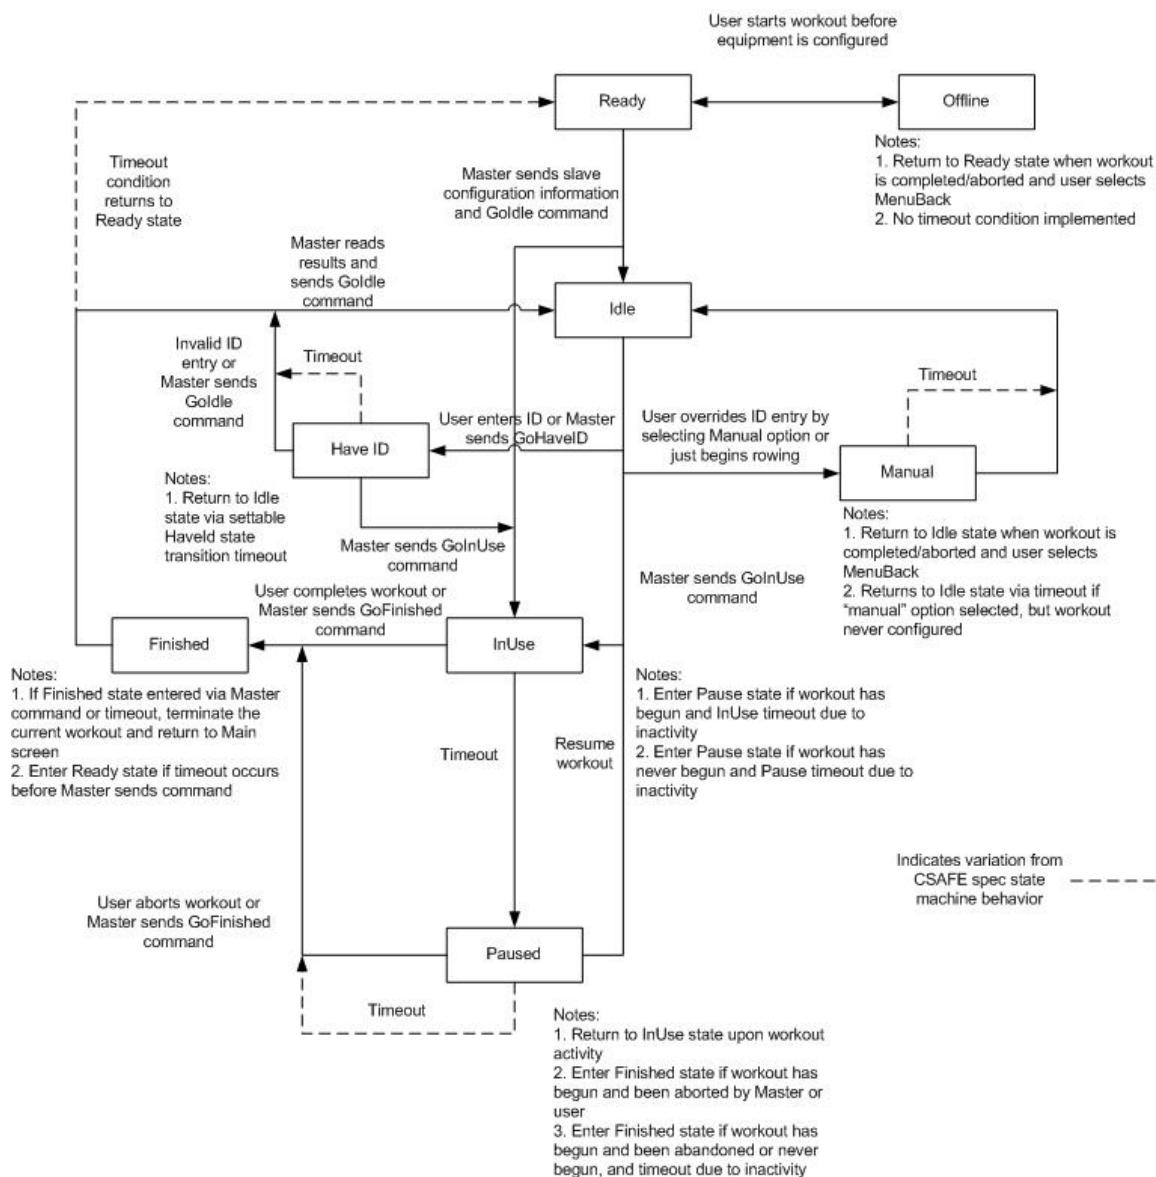 User starts workout before
equipment is configured
Ready
Offline
Timeout
condition
returns to
Ready state
Master sends slave
configuration information
and GoIdle command
Notes:
1. Return to Ready state when workout
is completed/aborted and user selects
MenuBack
2. No timeout condition implemented
Master reads
results and
sends GoIdle
command
Idle
Invalid ID
entry or
Master sends
GoIdle
command
Timeout
Timeout
User enters ID or Master
sends GoHaveID
User overrides ID entry by
selecting Manual option or
just begins rowing
Have ID
Manual
Notes:
1. Return to Idle
state via settable
HaveId state
transition timeout
Master sends GoInUse
command
Notes:
1. Return to Idle state when workout is
completed/aborted and user selects
MenuBack
2. Returns to Idle state via timeout if
"manual" option selected, but workout
never configured
Master sends GoInUse
command
User completes workout or
Master sends GoFinished
command
Finished
InUse
Notes:
1. If Finished state entered via Master
command or timeout, terminate the
current workout and return to Main
screen
2. Enter Ready state if timeout occurs
before Master sends command
Notes:
1. Enter Pause state if workout has
begun and InUse timeout due to
inactivity
2. Enter Pause state if workout has
never begun and Pause timeout due to
inactivity
Timeout
Resume
workout
Indicates variation from
CSAFE spec state
machine behavior
User aborts workout or
Master sends GoFinished
command
Paused
Timeout
Notes:
1. Return to InUse state upon workout
activity
2. Enter Finished state if workout has
begun and been aborted by Master or
user
3. Enter Finished state if workout has
begun and been abandoned or never
begun, and timeout due to inactivity